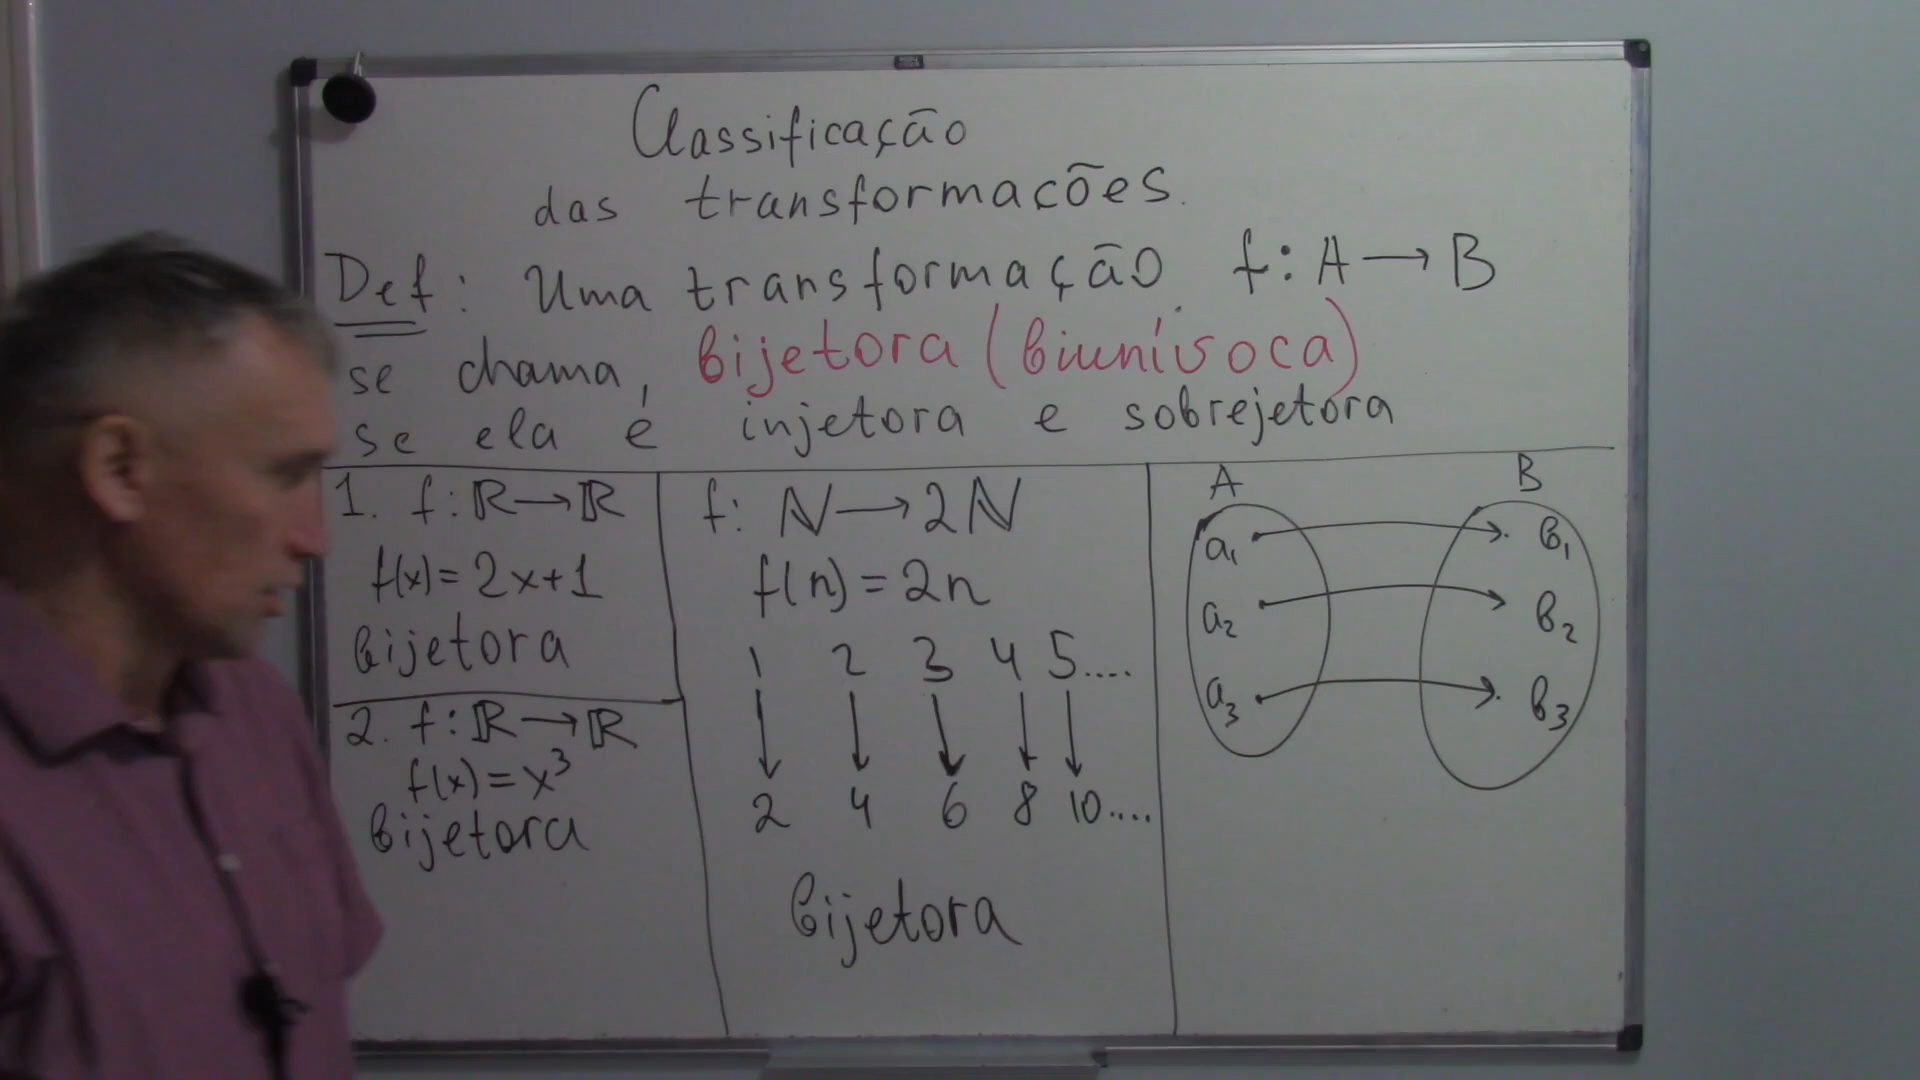 Classificação
das transformações.
Def: Uma transformação f: A → B
se chama, bijetora (biunívoca)
se ela é injetora e sobrejetora
1. f: ℝ → ℝ
f(x) = 2x+1
bijetora
2. f: ℝ → ℝ
f(x) = x³
bijetora
f: ℕ → 2ℕ
f(n) = 2n
1 2 3 4 5....
2 4 6 8 10....
bijetora
A B
a₁ b₁
a₂ b₂
a₃ b₃